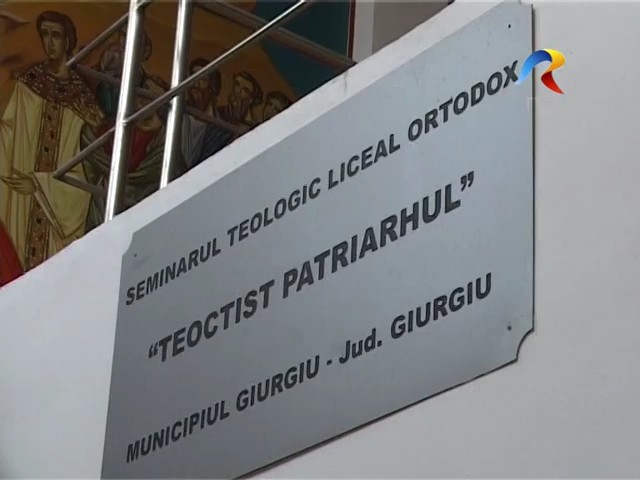 SEMINARUL TEOLOGIC LICEAL ORTODOX
"TEOCTIST PATRIARHUL"
MUNICIPIUL GIURGIU - Jud. GIURGIU